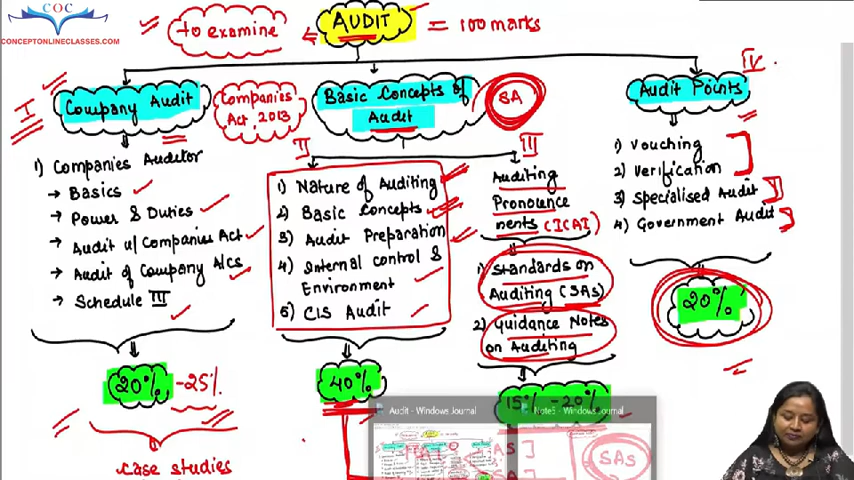 COC
CONCEPTONLINECLASSES.COM
to examine
AUDIT
= 100 marks
I
Company Audit
Companies
Act, 2013
Basic Concepts of
Audit
SA
IV
Audit Points
1) Companies Auditor
→ Basics
→ Power & Duties
→ Audit u/Companies Act
→ Audit of Company A/cs
→ Schedule III
20% -25%
case studies
II
1) Nature of Auditing
2) Basic Concepts
3) Audit Preparation
4) Internal control &
Environment
5) CIS Audit
40%
III
Auditing
Pronounce
nents (ICAI)
1) Standards on
Auditing (SAS)
2) Guidance Notes
on Auditing
15% -20%
1) Vouching
2) Verification
3) Specialised Audit
4) Government Audit
20%
Audit - Windows Journal
Note5 - Windows Journal
SAs